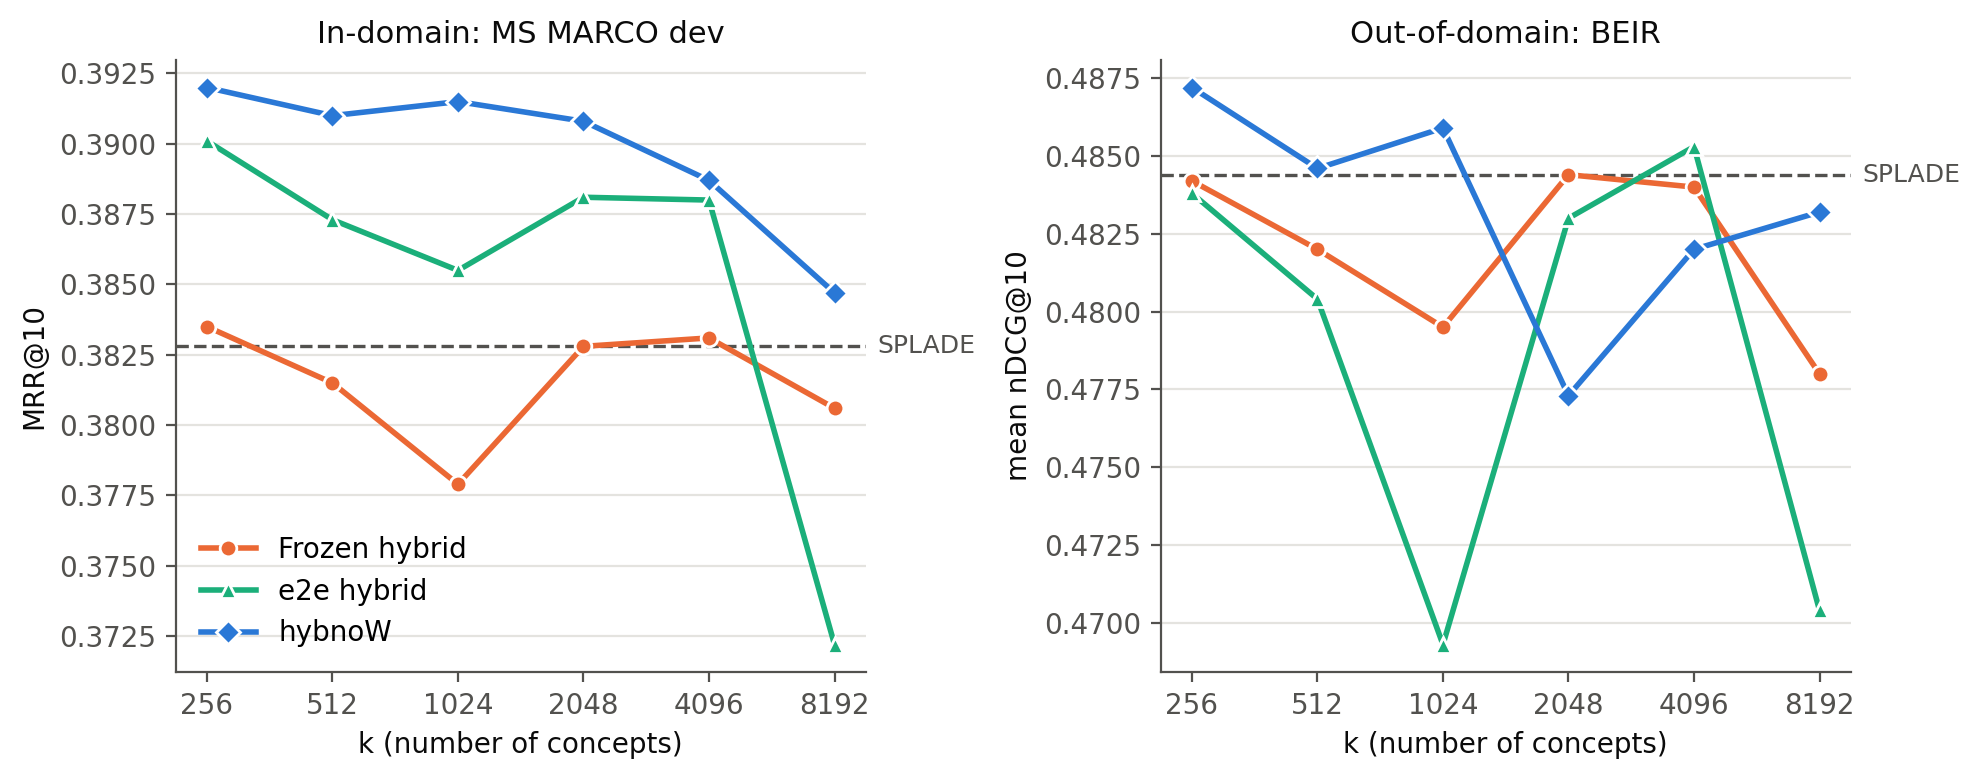 In-domain: MS MARCO dev
0.3925
0.3900
0.3875
0.3850
0.3825
0.3800
0.3775
0.3750
0.3725
MRR@10
SPLADE
Frozen hybrid
e2e hybrid
hybnoW
256 512 1024 2048 4096 8192
k (number of concepts)
Out-of-domain: BEIR
0.4875
0.4850
0.4825
0.4800
0.4775
0.4750
0.4725
0.4700
mean nDCG@10
SPLADE
256 512 1024 2048 4096 8192
k (number of concepts)